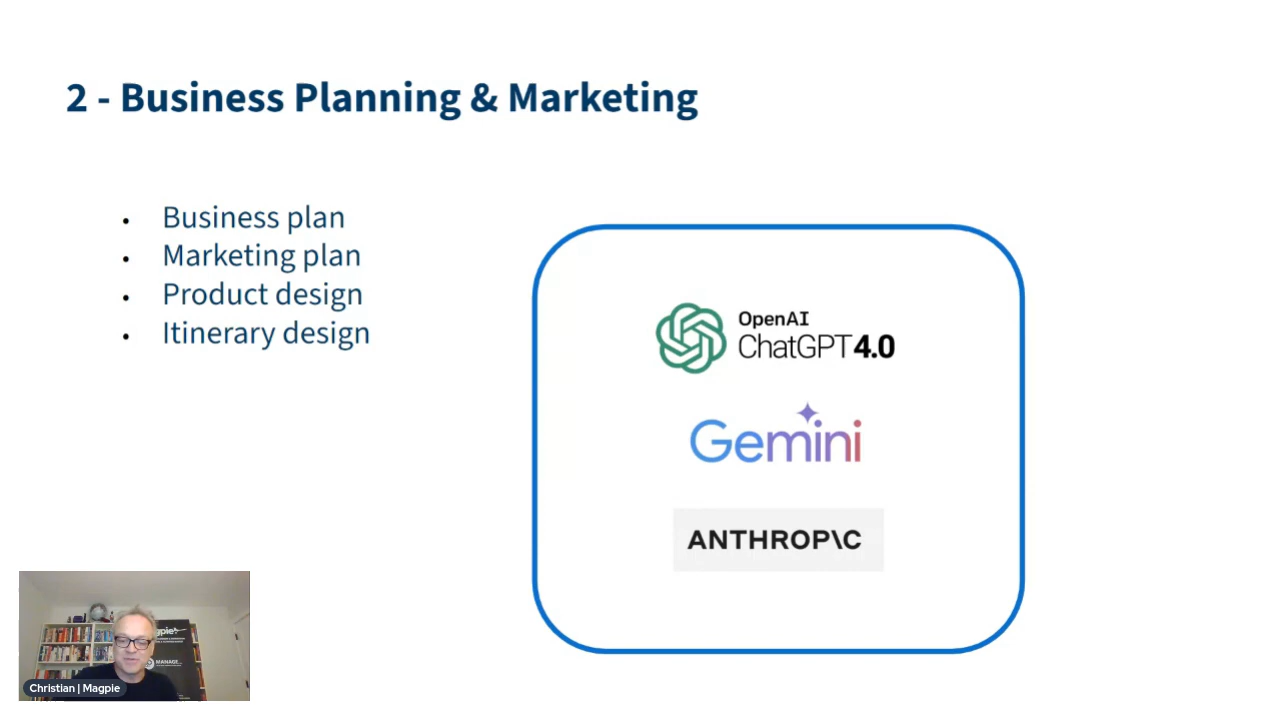 2 - Business Planning & Marketing
Business plan
Marketing plan
Product design
Itinerary design
OpenAI
ChatGPT4.0
Gemini
ANTHROP\C
MANAGE
Christian | Magpie